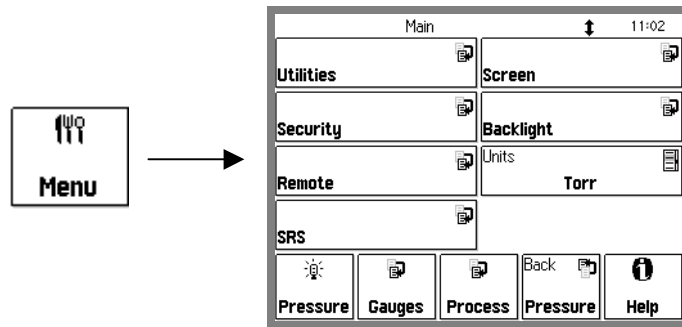 Menu
Main 11:02
Utilities
Screen
Security
Backlight
Remote
Units
Torr
SRS
Pressure
Gauges
Process
Back
Pressure
Help